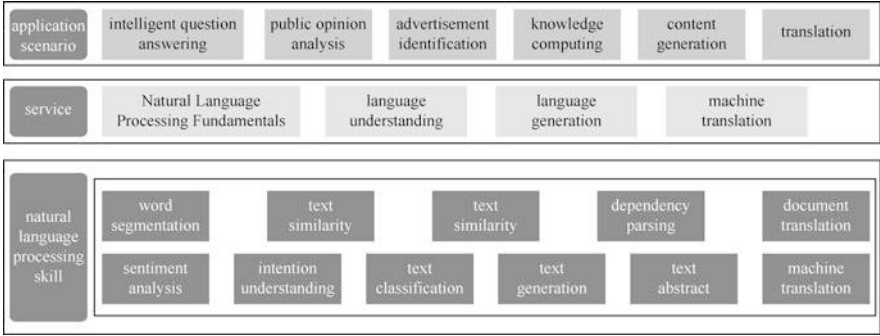 application
scenario
intelligent question
answering
public opinion
analysis
advertisement
identification
knowledge
computing
content
generation
translation
service
Natural Language
Processing Fundamentals
language
understanding
language
generation
machine
translation
natural
language
processing
skill
word
segmentation
text
similarity
text
similarity
dependency
parsing
document
translation
sentiment
analysis
intention
understanding
text
classification
text
generation
text
abstract
machine
translation